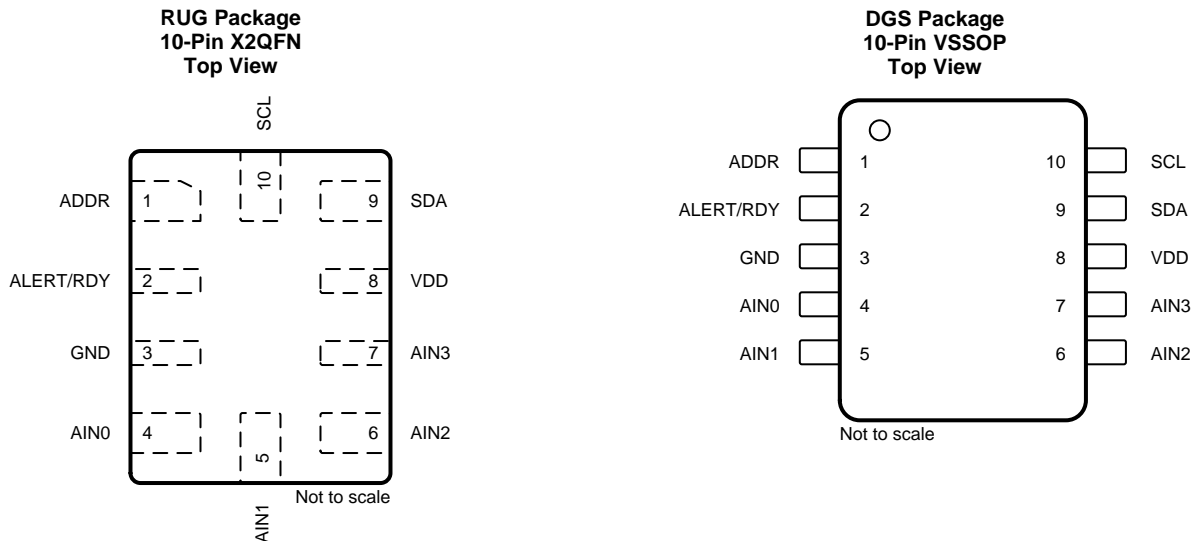 RUG Package
10-Pin X2QFN
Top View
SCL
10
ADDR 1
9 SDA
ALERT/RDY 2
8 VDD
GND 3
7 AIN3
AIN0 4
6 AIN2
5
AIN1
Not to scale
DGS Package
10-Pin VSSOP
Top View
ADDR 1 10 SCL
ALERT/RDY 2 9 SDA
GND 3 8 VDD
AIN0 4 7 AIN3
AIN1 5 6 AIN2
Not to scale